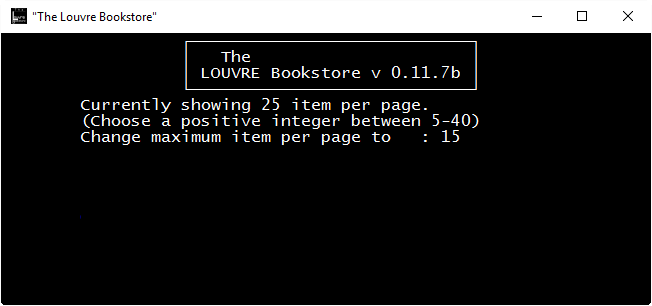 "The Louvre Bookstore"
The
LOUVRE Bookstore v 0.11.7b
Currently showing 25 item per page.
(Choose a positive integer between 5-40)
Change maximum item per page to : 15